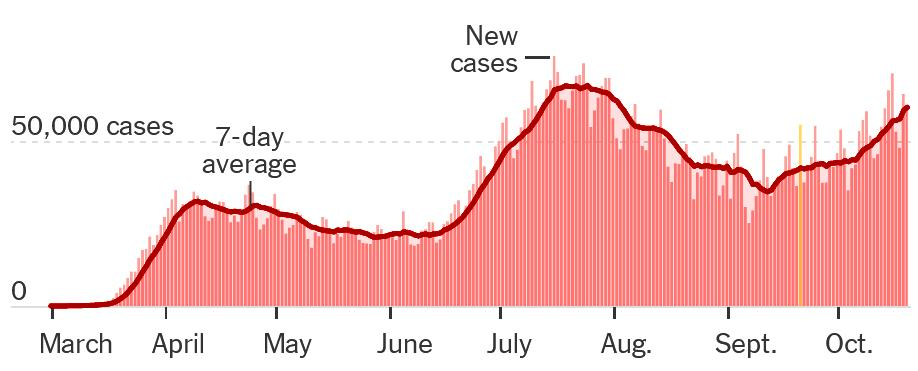 New
cases
50,000 cases
7-day
average
0
March April May June July Aug. Sept. Oct.